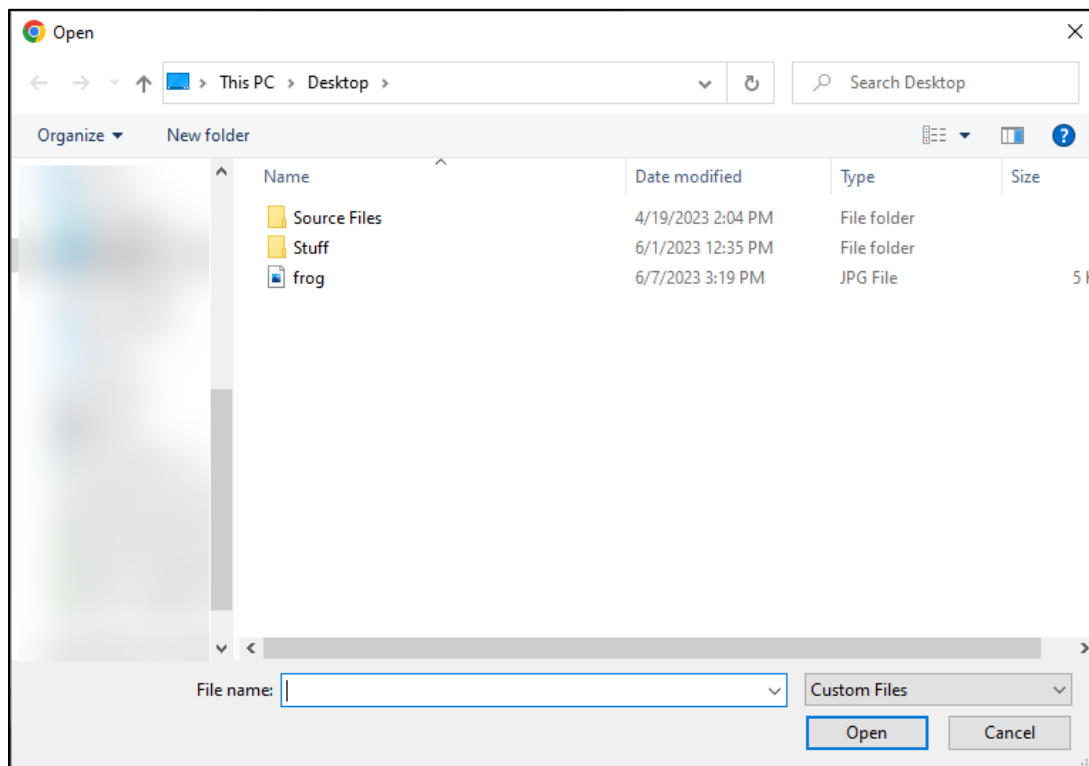 Open
This PC > Desktop >
Search Desktop
Organize
New folder
?
Name Date modified Type Size
Source Files 4/19/2023 2:04 PM File folder
Stuff 6/1/2023 12:35 PM File folder
frog 6/7/2023 3:19 PM JPG File 5
File name:
Custom Files
Open Cancel